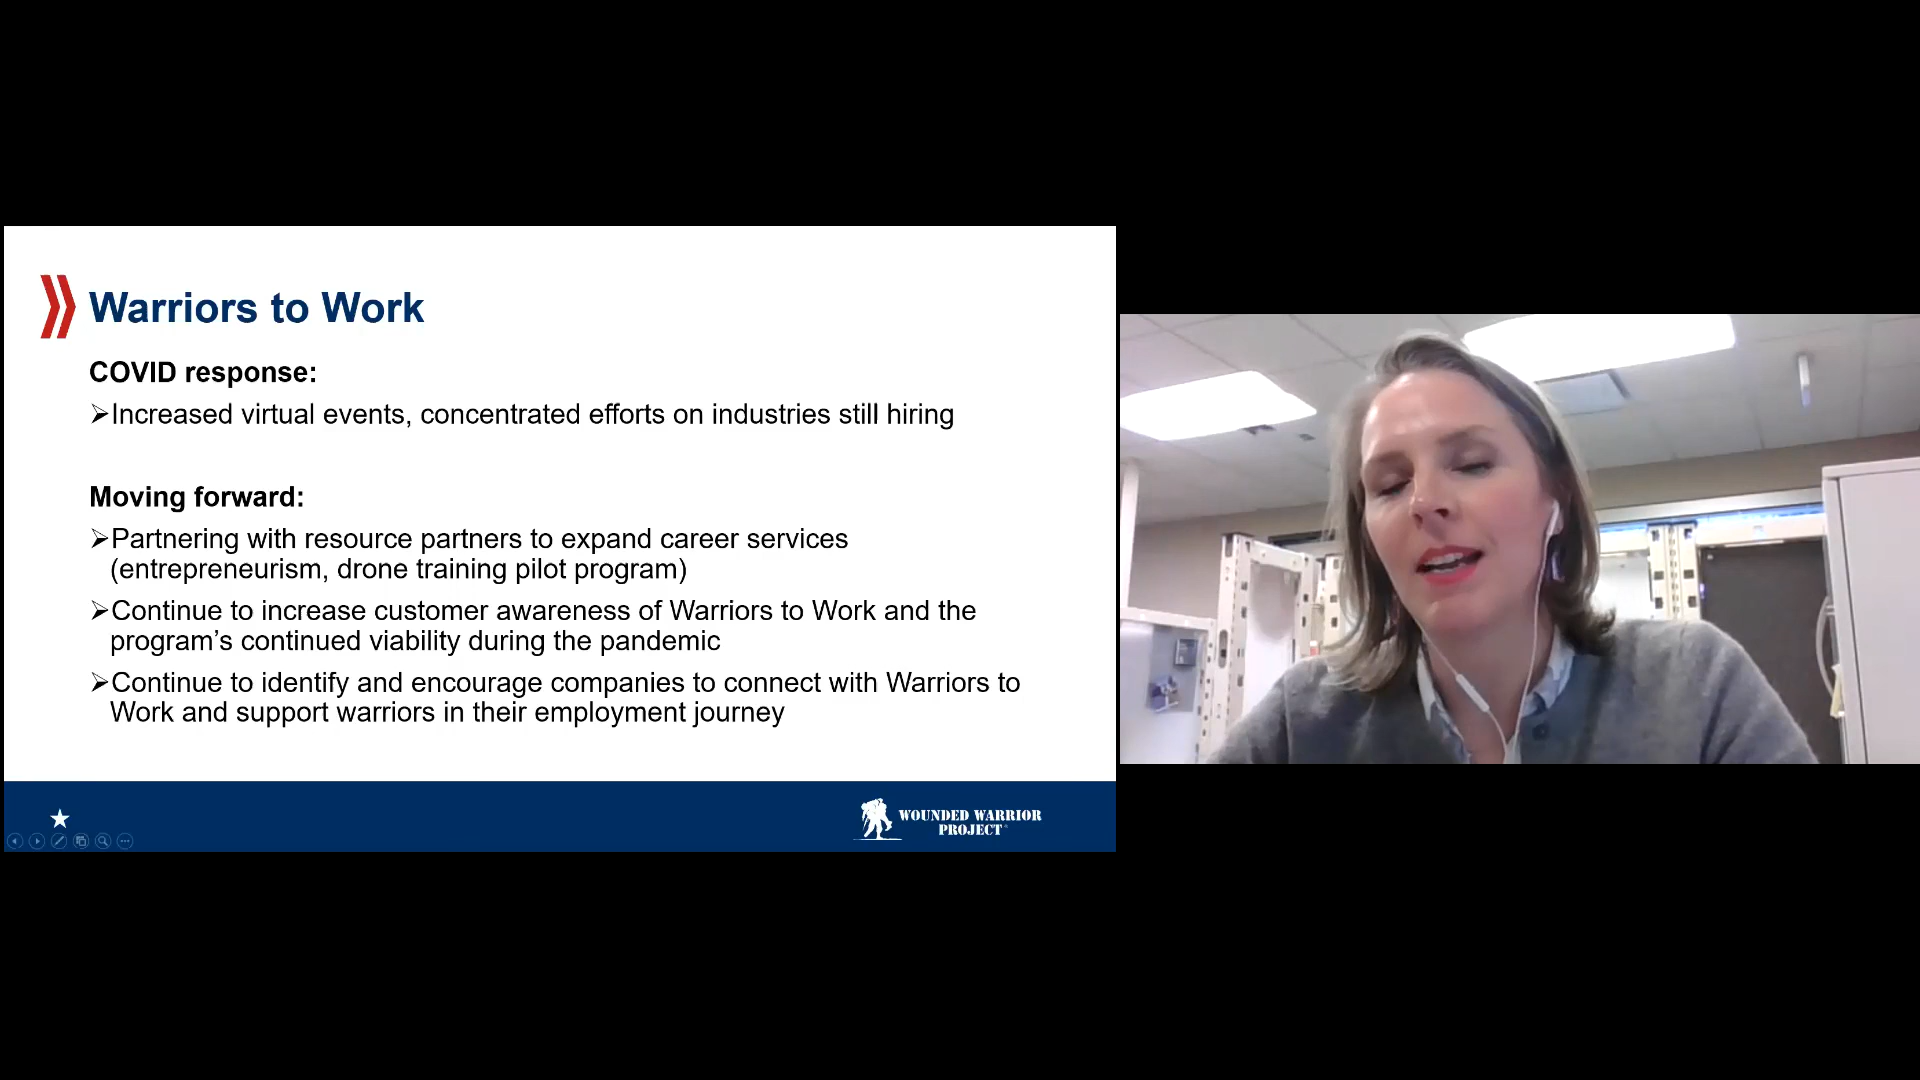 Warriors to Work
COVID response:
➢Increased virtual events, concentrated efforts on industries still hiring
Moving forward:
➢Partnering with resource partners to expand career services
(entrepreneurism, drone training pilot program)
➢Continue to increase customer awareness of Warriors to Work and the
program’s continued viability during the pandemic
➢Continue to identify and encourage companies to connect with Warriors to
Work and support warriors in their employment journey
WOUNDED WARRIOR
PROJECT